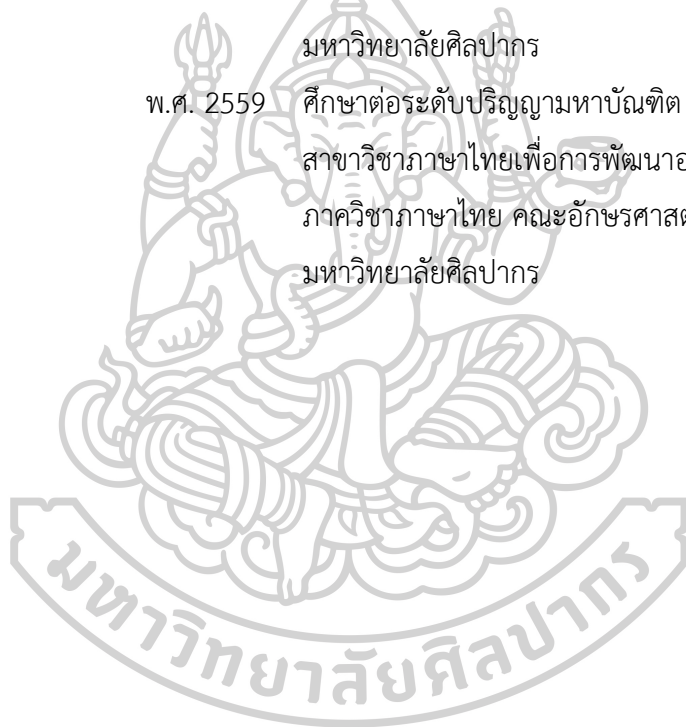 มหาวิทยาลัยศิลปากร
พ.ศ. 2559 ศึกษาต่อระดับปริญญามหาบัณฑิต
สาขาวิชาภาษาไทยเพื่อการพัฒนาอ
ภาควิชาภาษาไทย คณะอักษรศาสต
มหาวิทยาลัยศิลปากร
มหาวิทยาลัยศิลปากร